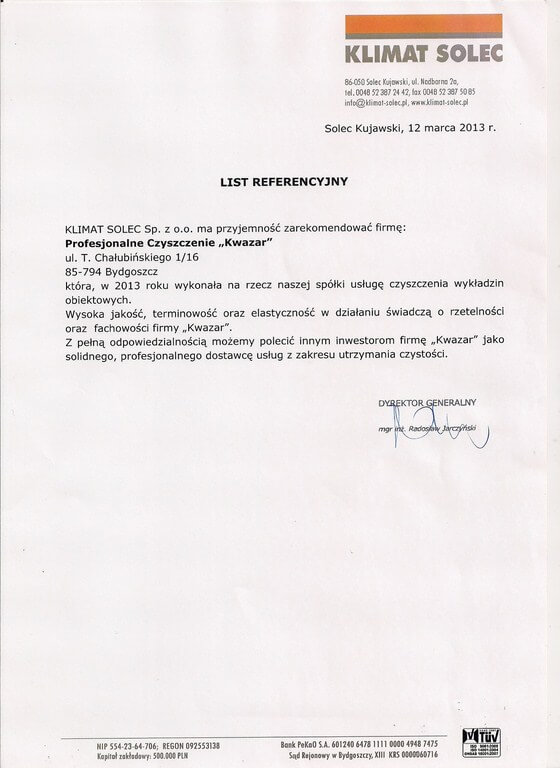 KLIMAT SOLEC
86-050 Solec Kujawski, ul. Nadborna 2a,
tel. 0048 52 387 24 42, fax 0048 52 387 50 85
info@klimat-solec.pl, www.klimat-solec.pl
Solec Kujawski, 12 marca 2013 r.
LIST REFERENCYJNY
KLIMAT SOLEC Sp. z o.o. ma przyjemność zarekomendować firmę:
Profesjonalne Czyszczenie „Kwazar”
ul. T. Chałubińskiego 1/16
85-794 Bydgoszcz
która, w 2013 roku wykonała na rzecz naszej spółki usługę czyszczenia wykładzin
obiektowych.
Wysoka jakość, terminowość oraz elastyczność w działaniu świadczą o rzetelności
oraz fachowości firmy „Kwazar”.
Z pełną odpowiedzialnością możemy polecić innym inwestorom firmę „Kwazar” jako
solidnego, profesjonalnego dostawcę usług z zakresu utrzymania czystości.
DYREKTOR GENERALNY
mgr inż. Radosław Jarczyński
NIP 554-23-64-706; REGON 092553138
Kapitał zakładowy: 500.000 PLN
Bank PeKaO S.A. 601240 6478 1111 0000 4948 7475
Sąd Rejonowy w Bydgoszczy, XIII KRS 0000060716
TÜV
ISO 9001:2008
ISO 14001:2004
OHSAS 18001:2007